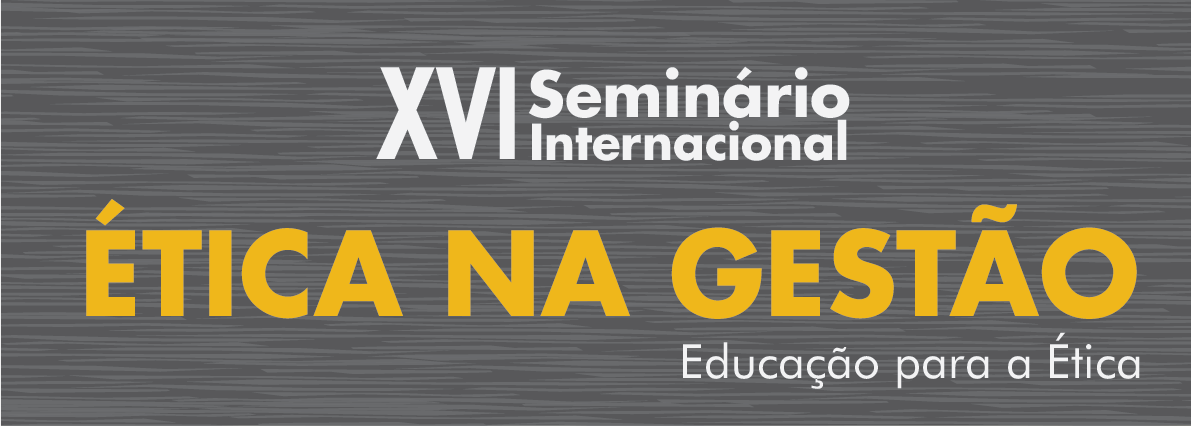 XVI Seminário
Internacional
ÉTICA NA GESTÃO
Educação para a Ética